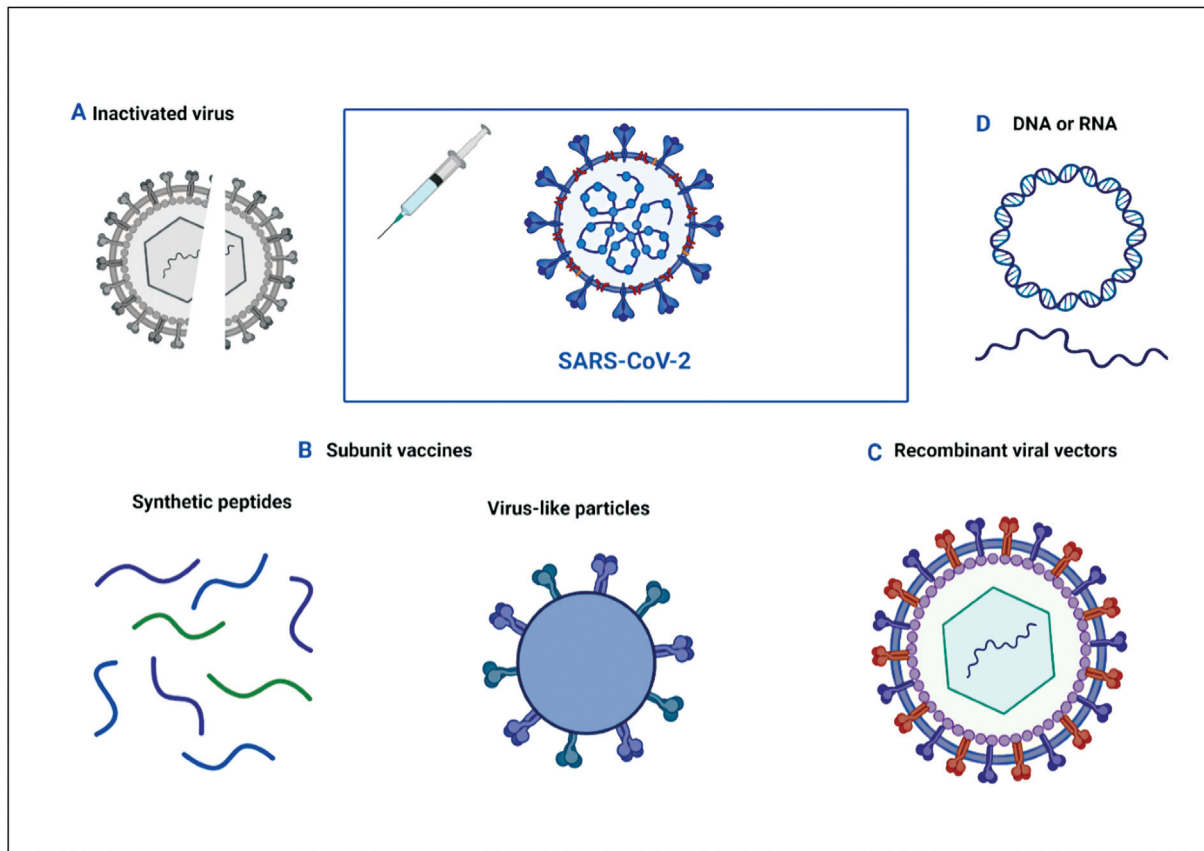 A Inactivated virus
SARS-CoV-2
D DNA or RNA
B Subunit vaccines
Synthetic peptides
Virus-like particles
C Recombinant viral vectors